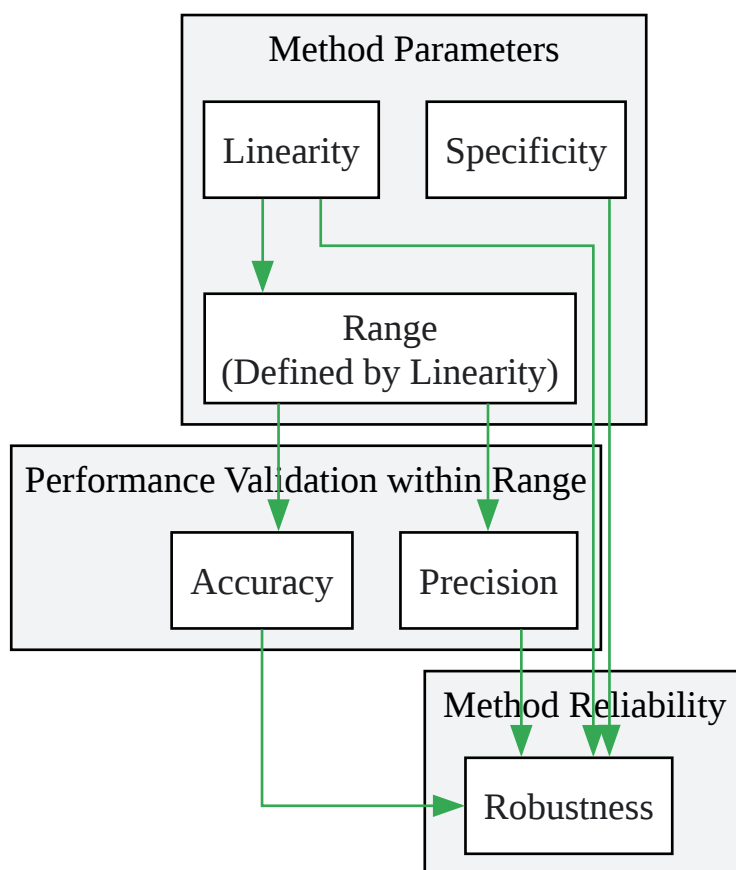 Method Parameters
Linearity
Specificity
Range
(Defined by Linearity)
Performance Validation within Range
Accuracy
Precision
Method Reliability
Robustness